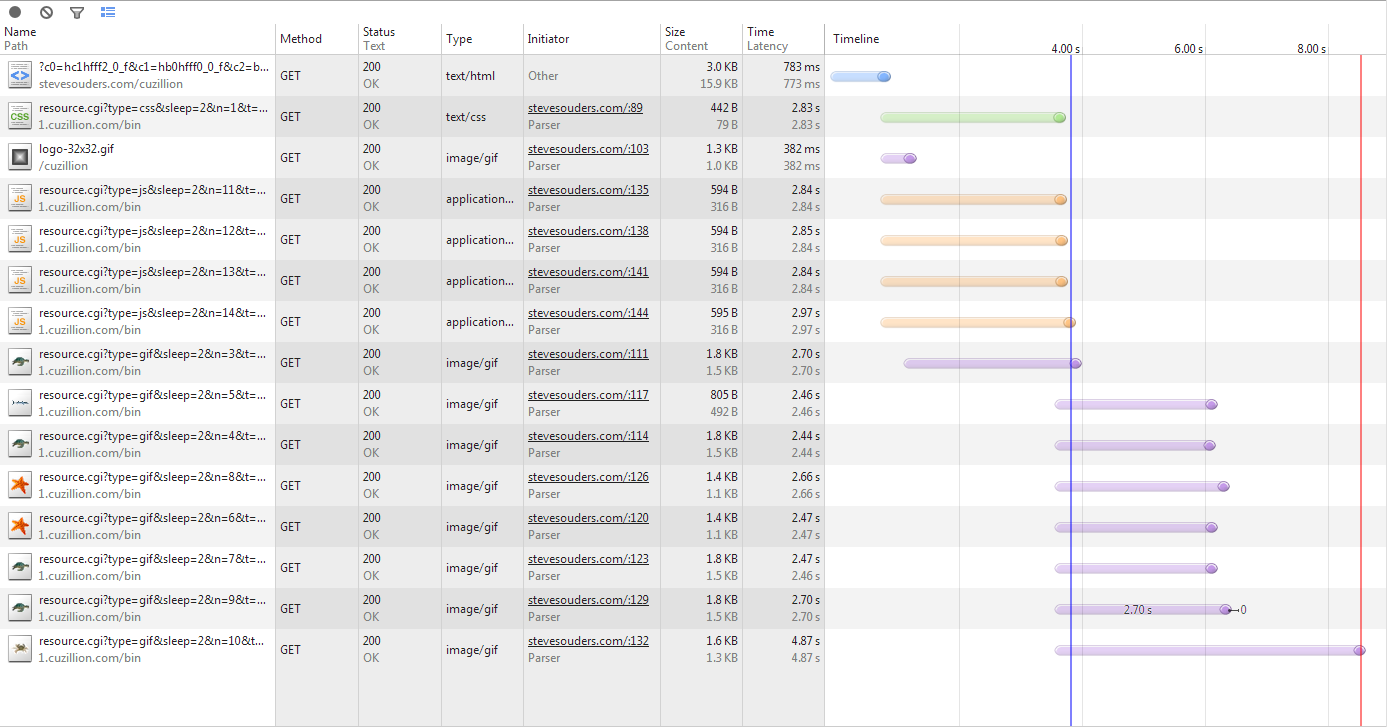 Name Method Status Type Initiator Size Time Timeline
Path Text Content Latency
4.00 s 6.00 s 8.00 s
?c0=hc1hfff2_0_f&c1=hb0hfff0_0_f&c2=b... GET 200 text/html Other 3.0 KB 783 ms
stevesouders.com/cuzillion OK 15.9 KB 773 ms
resource.cgi?type=css&sleep=2&n=1&t=... GET 200 text/css stevesouders.com/:89 442 B 2.83 s
CSS
1.cuzillion.com/bin OK Parser 79 B 2.83 s
logo-32x32.gif GET 200 image/gif stevesouders.com/:103 1.3 KB 382 ms
/cuzillion OK Parser 1.0 KB 382 ms
resource.cgi?type=js&sleep=2&n=11&t=... GET 200 application... stevesouders.com/:135 594 B 2.84 s
JS
1.cuzillion.com/bin OK Parser 316 B 2.84 s
resource.cgi?type=js&sleep=2&n=12&t=... GET 200 application... stevesouders.com/:138 594 B 2.85 s
JS
1.cuzillion.com/bin OK Parser 316 B 2.84 s
resource.cgi?type=js&sleep=2&n=13&t=... GET 200 application... stevesouders.com/:141 594 B 2.84 s
JS
1.cuzillion.com/bin OK Parser 316 B 2.84 s
resource.cgi?type=js&sleep=2&n=14&t=... GET 200 application... stevesouders.com/:144 595 B 2.97 s
JS
1.cuzillion.com/bin OK Parser 316 B 2.97 s
resource.cgi?type=gif&sleep=2&n=3&t=... GET 200 image/gif stevesouders.com/:111 1.8 KB 2.70 s
1.cuzillion.com/bin OK Parser 1.5 KB 2.70 s
resource.cgi?type=gif&sleep=2&n=5&t=... GET 200 image/gif stevesouders.com/:117 805 B 2.46 s
1.cuzillion.com/bin OK Parser 492 B 2.46 s
resource.cgi?type=gif&sleep=2&n=4&t=... GET 200 image/gif stevesouders.com/:114 1.8 KB 2.44 s
1.cuzillion.com/bin OK Parser 1.5 KB 2.44 s
resource.cgi?type=gif&sleep=2&n=8&t=... GET 200 image/gif stevesouders.com/:126 1.4 KB 2.66 s
1.cuzillion.com/bin OK Parser 1.1 KB 2.66 s
resource.cgi?type=gif&sleep=2&n=6&t=... GET 200 image/gif stevesouders.com/:120 1.4 KB 2.47 s
1.cuzillion.com/bin OK Parser 1.1 KB 2.47 s
resource.cgi?type=gif&sleep=2&n=7&t=... GET 200 image/gif stevesouders.com/:123 1.8 KB 2.47 s
1.cuzillion.com/bin OK Parser 1.5 KB 2.46 s
resource.cgi?type=gif&sleep=2&n=9&t=... GET 200 image/gif stevesouders.com/:129 1.8 KB 2.70 s 2.70 s 0
1.cuzillion.com/bin OK Parser 1.5 KB 2.70 s
resource.cgi?type=gif&sleep=2&n=10&t... GET 200 image/gif stevesouders.com/:132 1.6 KB 4.87 s
1.cuzillion.com/bin OK Parser 1.3 KB 4.87 s